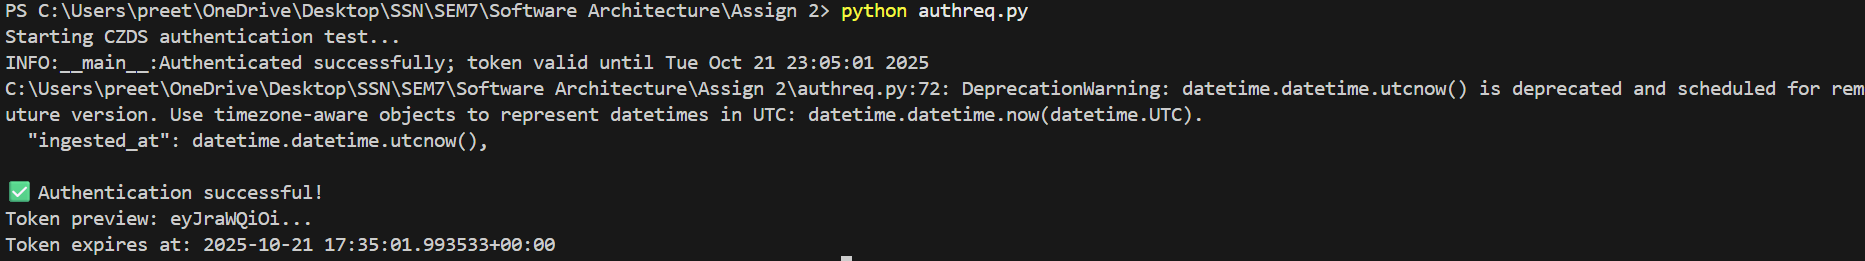 PS C:\Users\preet\OneDrive\Desktop\SSN\SEM7\Software Architecture\Assign 2> python authreq.py
Starting CZDS authentication test...
INFO:__main__:Authenticated successfully; token valid until Tue Oct 21 23:05:01 2025
C:\Users\preet\OneDrive\Desktop\SSN\SEM7\Software Architecture\Assign 2\authreq.py:72: DeprecationWarning: datetime.datetime.utcnow() is deprecated and scheduled for rem
uture version. Use timezone-aware objects to represent datetimes in UTC: datetime.datetime.now(datetime.UTC).
  "ingested_at": datetime.datetime.utcnow(),
✅ Authentication successful!
Token preview: eyJraWQiOi...
Token expires at: 2025-10-21 17:35:01.993533+00:00